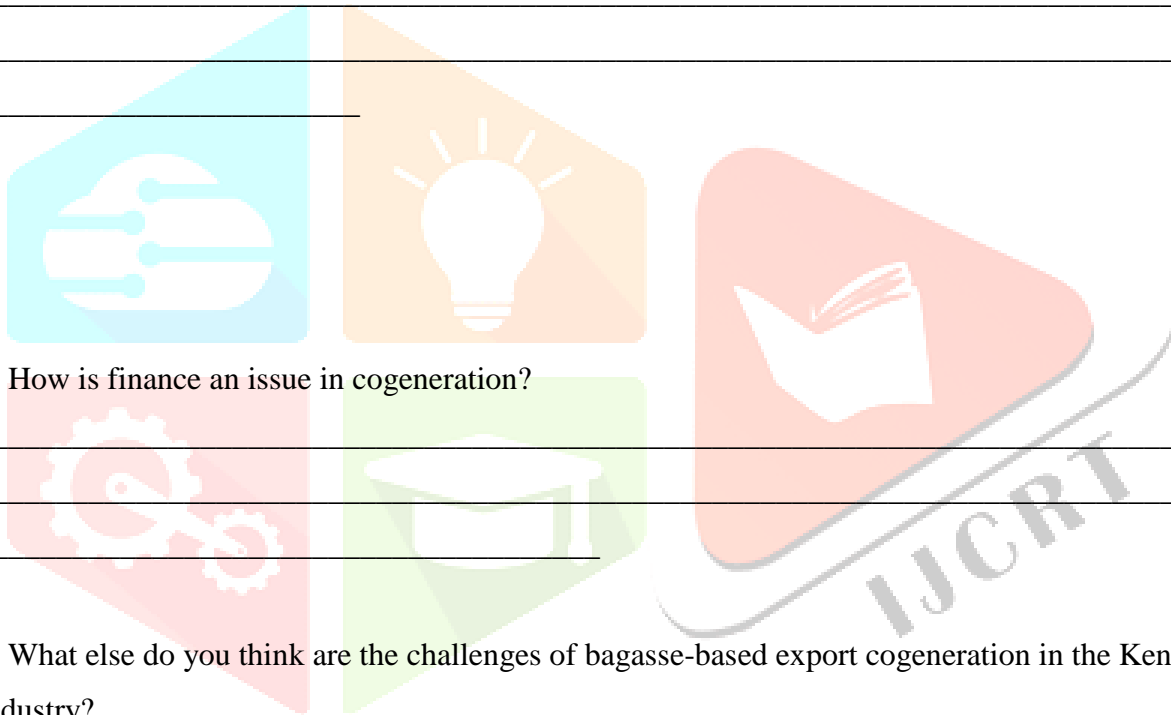 How is finance an issue in cogeneration?
IJCRT
What else do you think are the challenges of bagasse-based export cogeneration in the Ken
dustry?